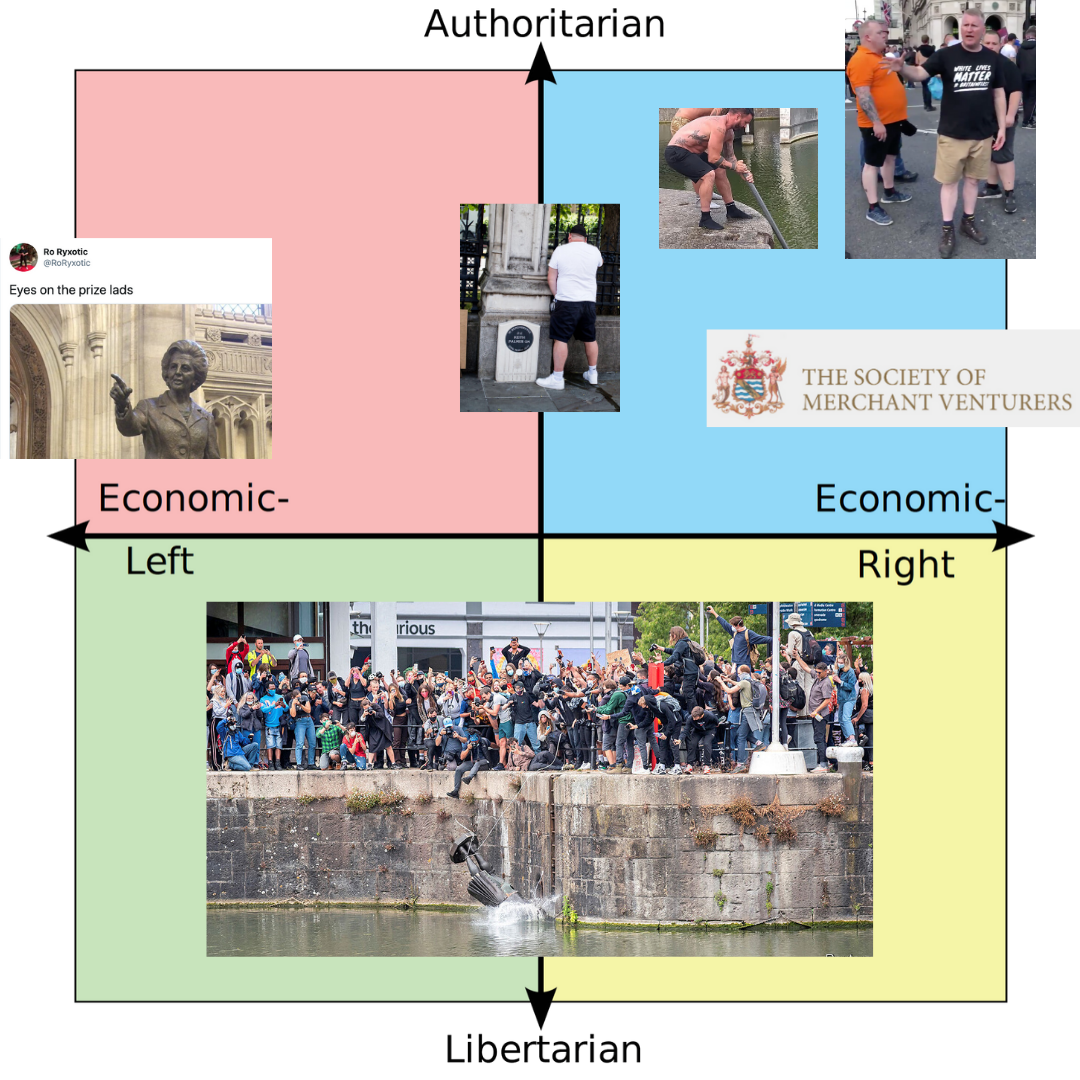 Authoritarian
WHITE LIVES
MATTER
Ro Ryxotic
@RoRyxotic
Eyes on the prize lads
THE SOCIETY OF
MERCHANT VENTURERS
Economic-
Left
Economic-
Right
Libertarian